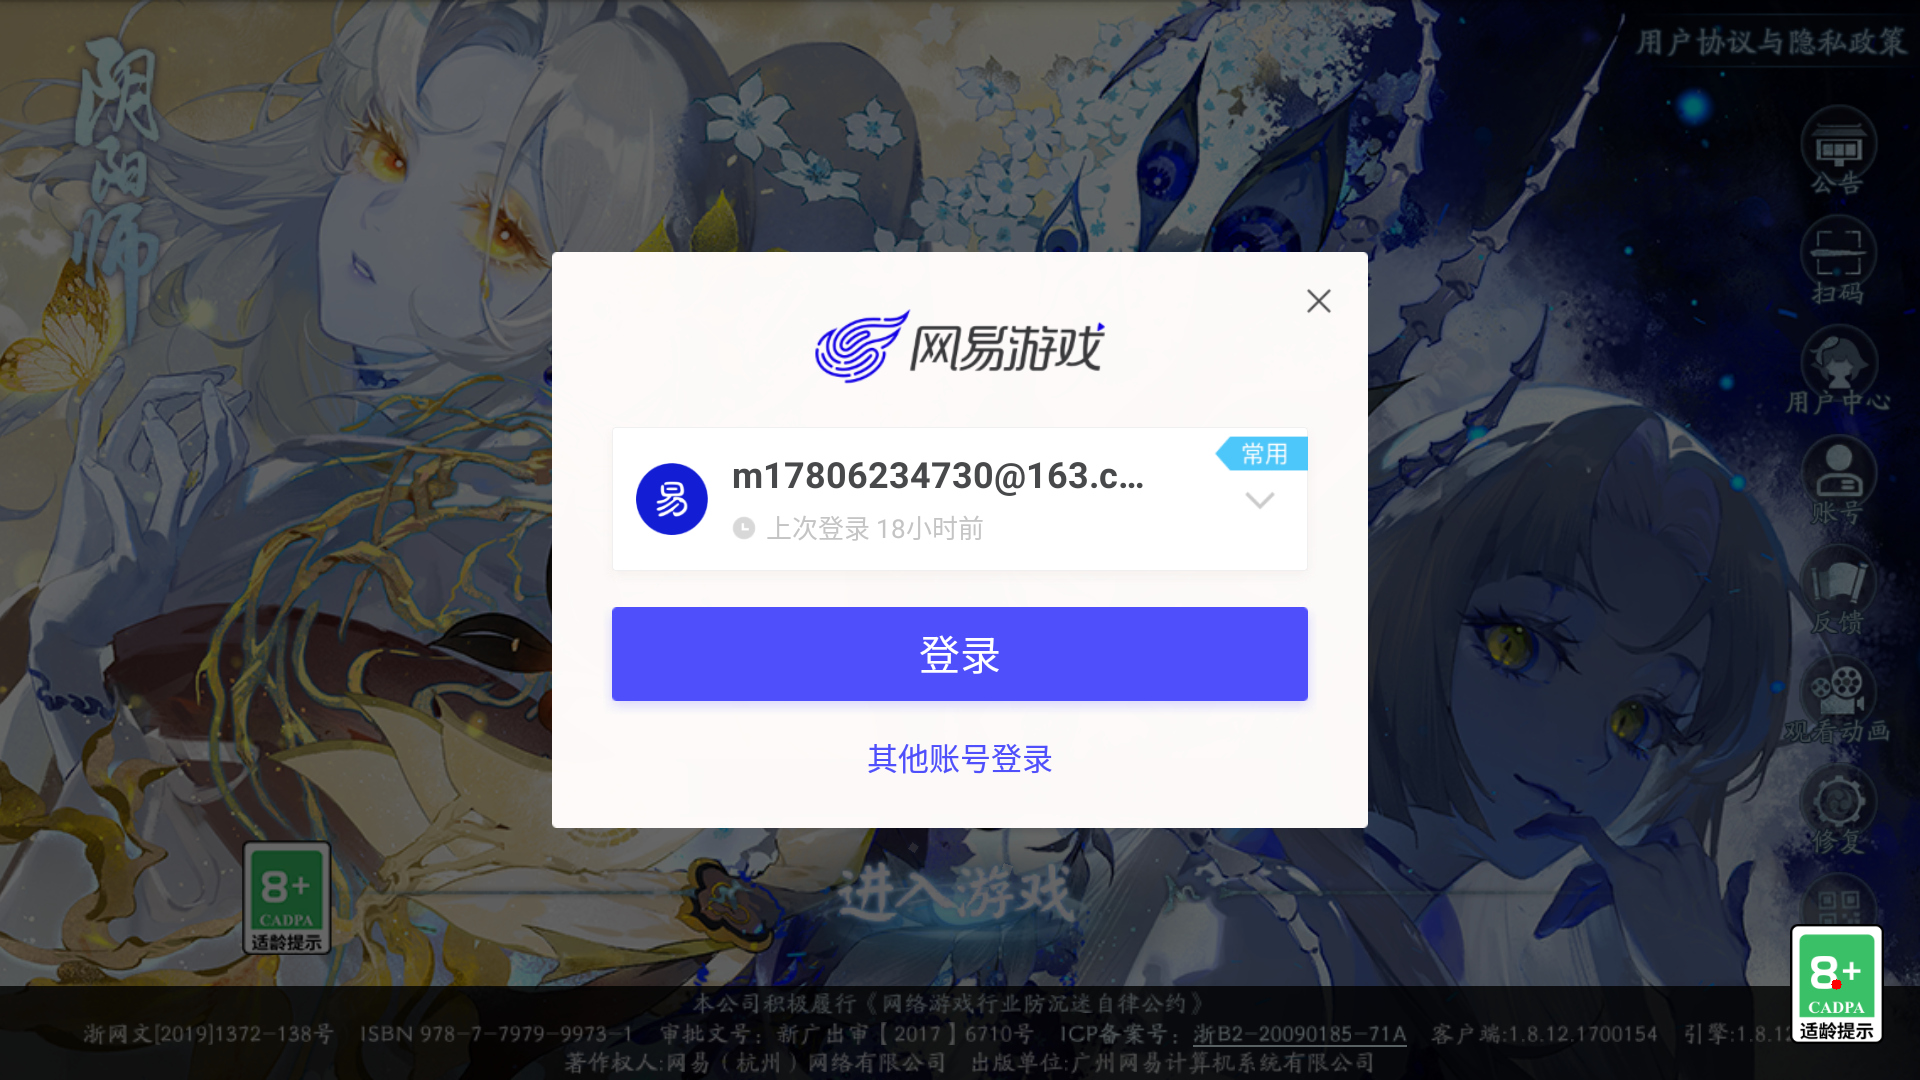 阴阳师
用户协议与隐私政策
公告
扫码
用户中心
账号
反馈
观看动画
修复
网易游戏
易
m17806234730@163.c...
常用
上次登录 18小时前
登录
其他账号登录
进入游戏
8+
CADPA
适龄提示
8+
CADPA
适龄提示
本公司积极履行《网络游戏行业防沉迷自律公约》
浙网文[2019]1372-138号 ISBN 978-7-7979-9973-1 审批文号：新广出审【2017】6710号 ICP备案号：浙B2-20090185-71A 客户端:1.8.12.1700154 引擎:1.8.12
著作权人:网易（杭州）网络有限公司 出版单位:广州网易计算机系统有限公司